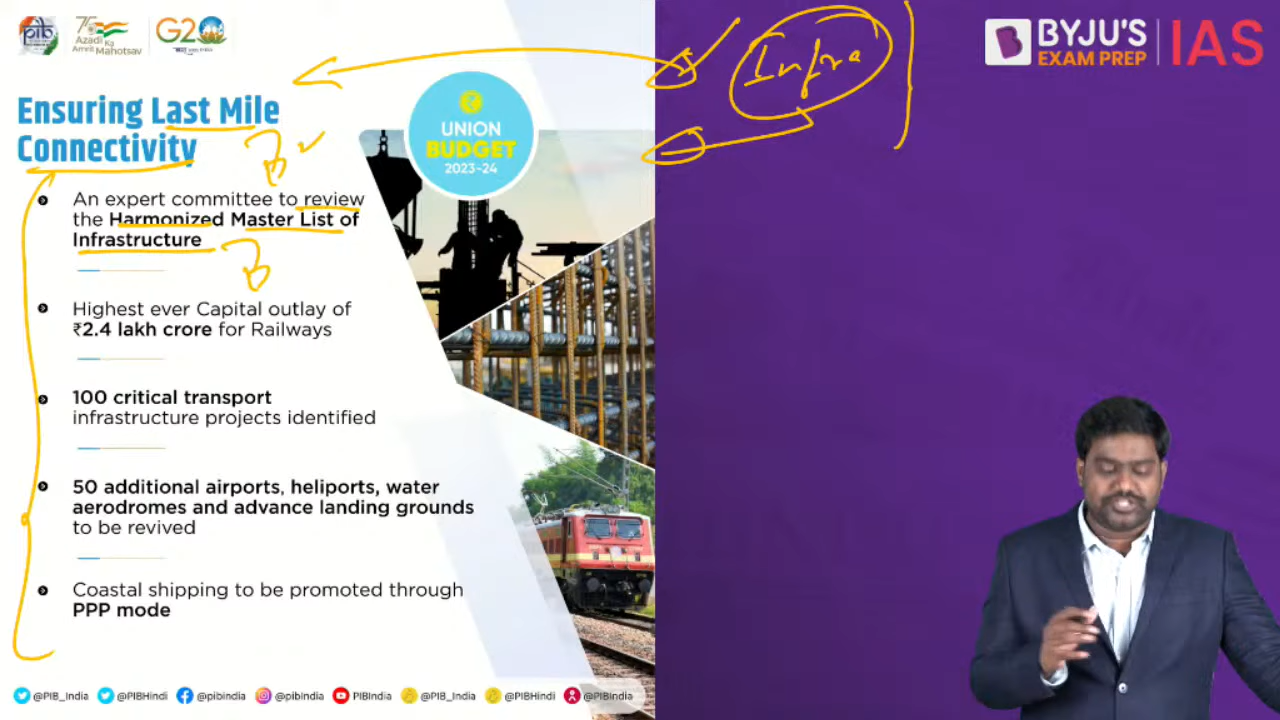 pib
75
Azadi Ka
Amrit Mahotsav
G20
Infra
BYJU'S
EXAM PREP
IAS
Ensuring Last Mile
Connectivity
UNION
BUDGET
2023-24
An expert committee to review
the Harmonized Master List of
Infrastructure
Highest ever Capital outlay of
₹2.4 lakh crore for Railways
100 critical transport
infrastructure projects identified
50 additional airports, heliports, water
aerodromes and advance landing grounds
to be revived
Coastal shipping to be promoted through
PPP mode
@PIB_India @PIBHindi @pibindia @pibindia PIBIndia @PIB_India @PIBHindi @PIBIndia